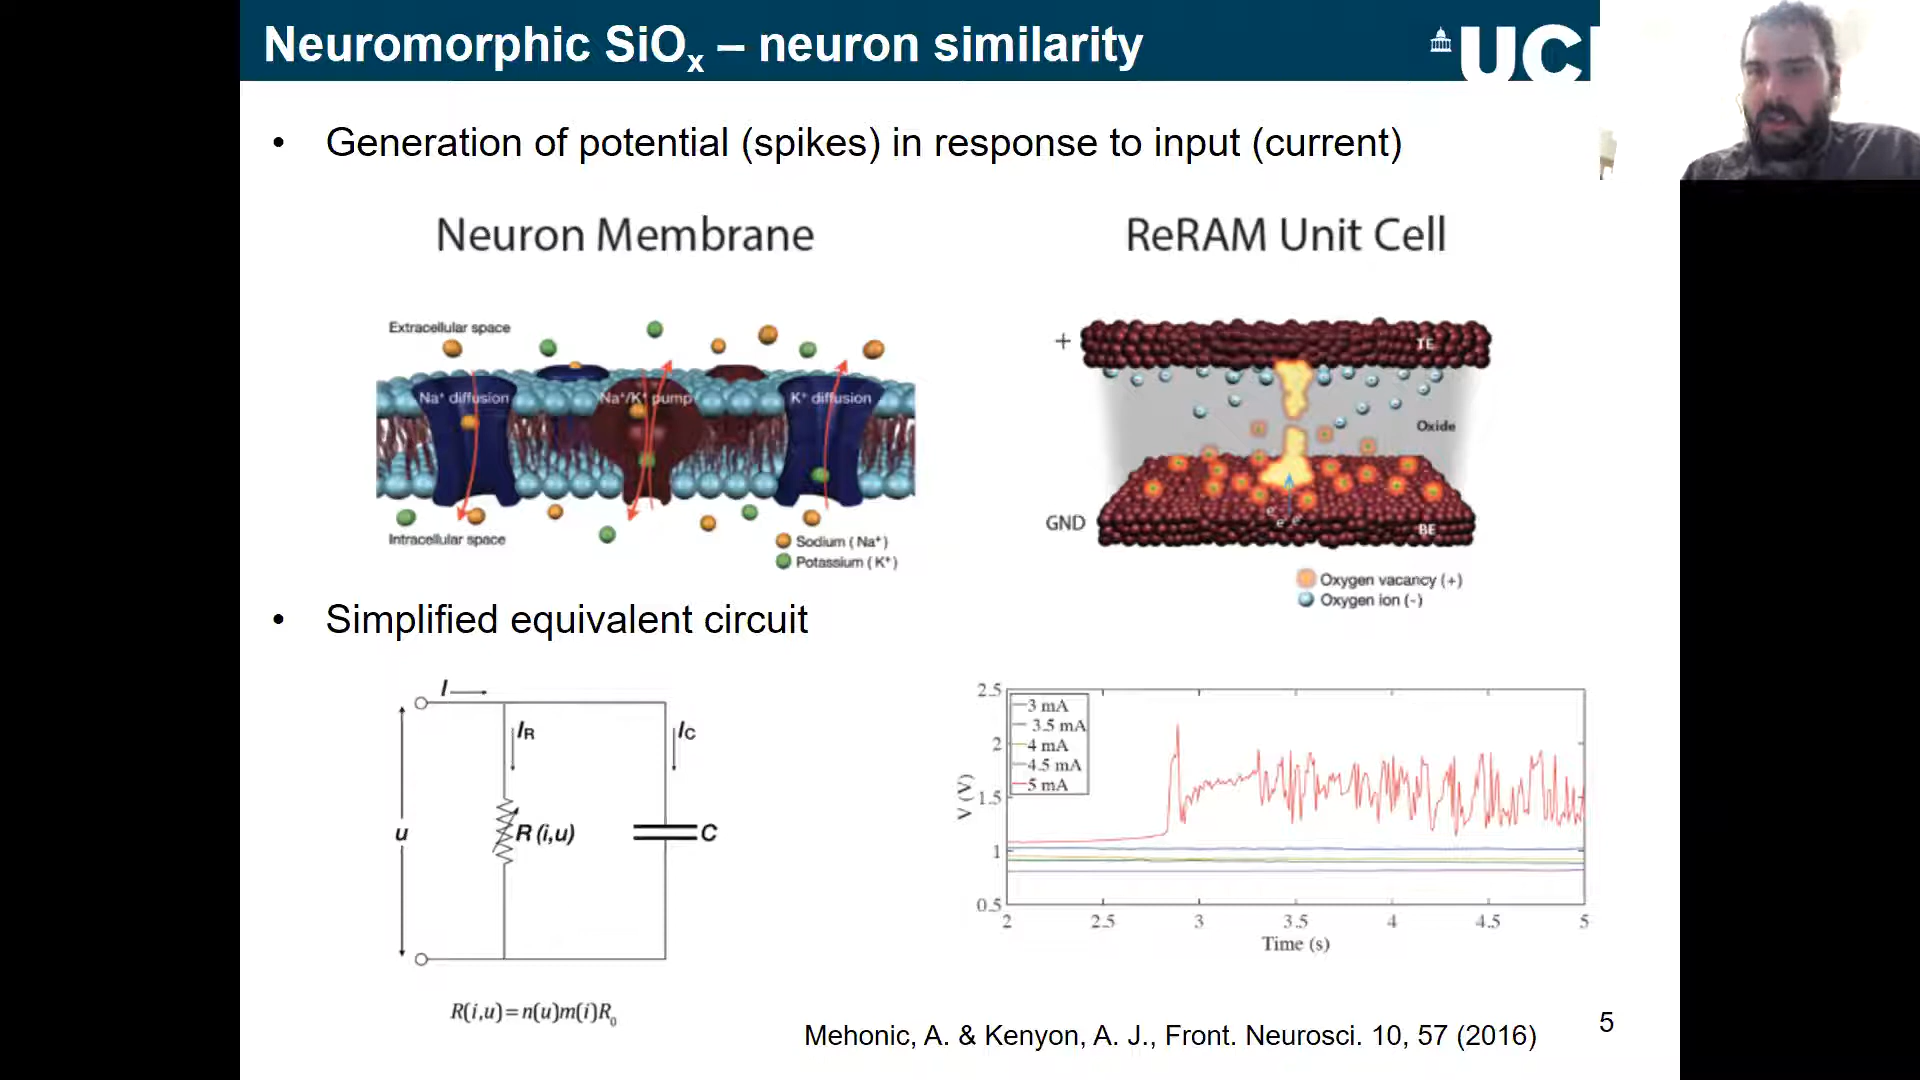 Neuromorphic SiOx – neuron similarity
UCL
• Generation of potential (spikes) in response to input (current)
Neuron Membrane
ReRAM Unit Cell
Extracellular space
Na⁺ diffusion
Na⁺/K⁺ pump
K⁺ diffusion
Intracellular space
Sodium (Na⁺)
Potassium (K⁺)
+
TE
Oxide
GND
e⁻ e⁻ e⁻
BE
Oxygen vacancy (+)
Oxygen ion (-)
• Simplified equivalent circuit
I
IR
IC
u
R (i,u)
C
R(i,u)=n(u)m(i)R₀
2.5
2
1.5
1
0.5
V (V)
3 mA
3.5 mA
4 mA
4.5 mA
5 mA
2 2.5 3 3.5 4 4.5 5
Time (s)
Mehonic, A. & Kenyon, A. J., Front. Neurosci. 10, 57 (2016)
5